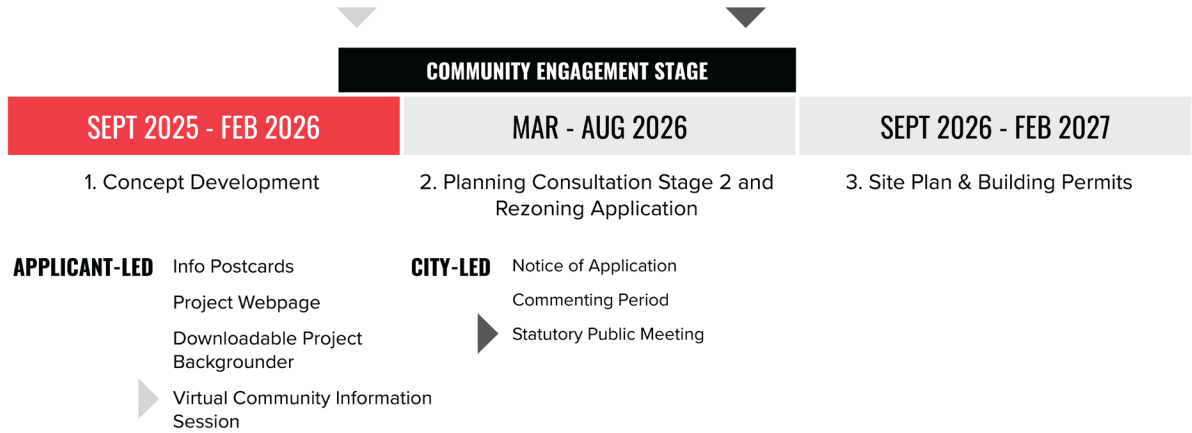 COMMUNITY ENGAGEMENT STAGE
SEPT 2025 - FEB 2026
MAR - AUG 2026
SEPT 2026 - FEB 2027
1. Concept Development
2. Planning Consultation Stage 2 and
Rezoning Application
3. Site Plan & Building Permits
APPLICANT-LED
Info Postcards
Project Webpage
Downloadable Project
Backgrounder
Virtual Community Information
Session
CITY-LED
Notice of Application
Commenting Period
Statutory Public Meeting